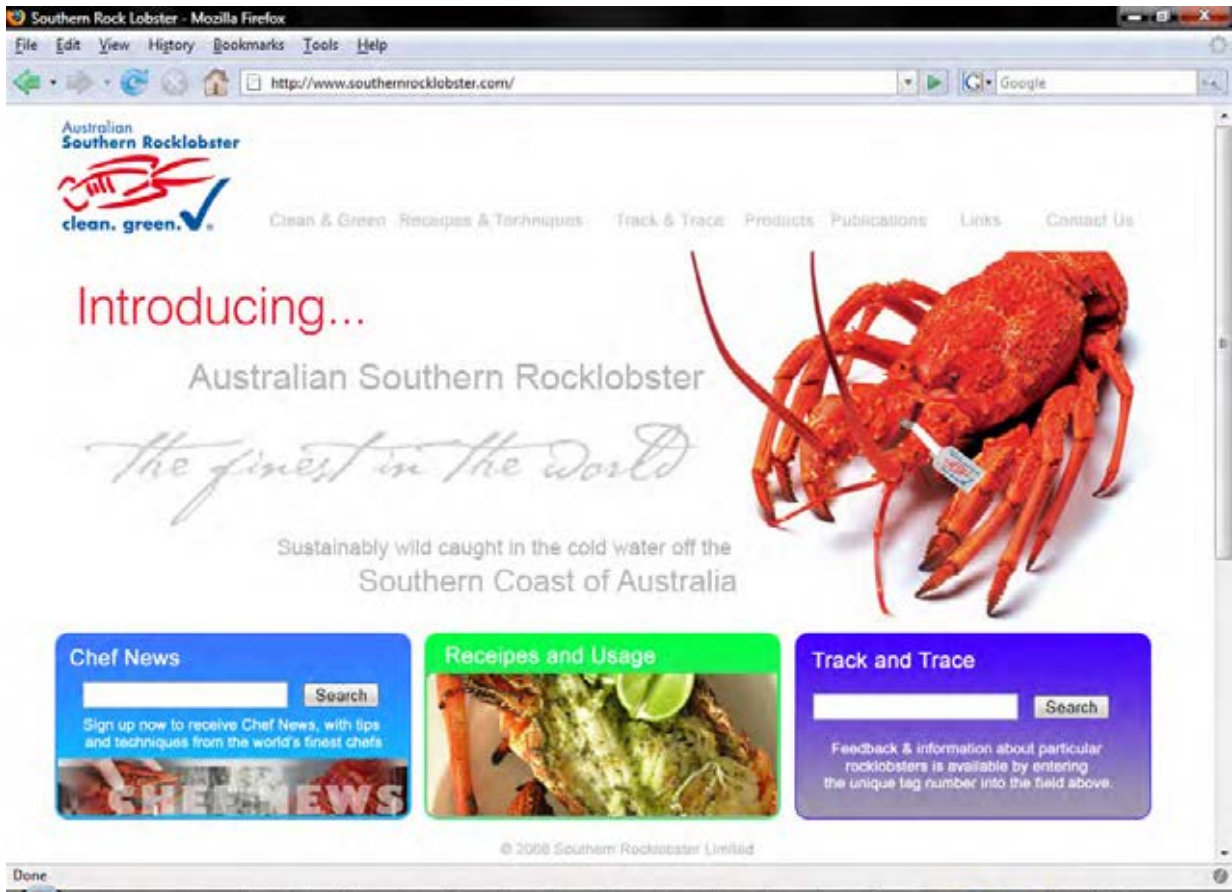 Southern Rock Lobster - Mozilla Firefox
File Edit View History Bookmarks Tools Help
http://www.southernrocklobster.com/
Google
Australian
Southern Rocklobster
clean. green.
Clean & Green Receipes & Techniques Track & Trace Products Publications Links Contact Us
Introducing...
Australian Southern Rocklobster
the finest in the world
Sustainably wild caught in the cold water off the
Southern Coast of Australia
Chef News
Search
Sign up now to receive Chef News, with tips
and techniques from the world's finest chefs
CHEF NEWS
Receipes and Usage
Track and Trace
Search
Feedback & information about particular
rocklobsters is available by entering
the unique tag number into the field above.
© 2008 Southern Rocklobster Limited
Done